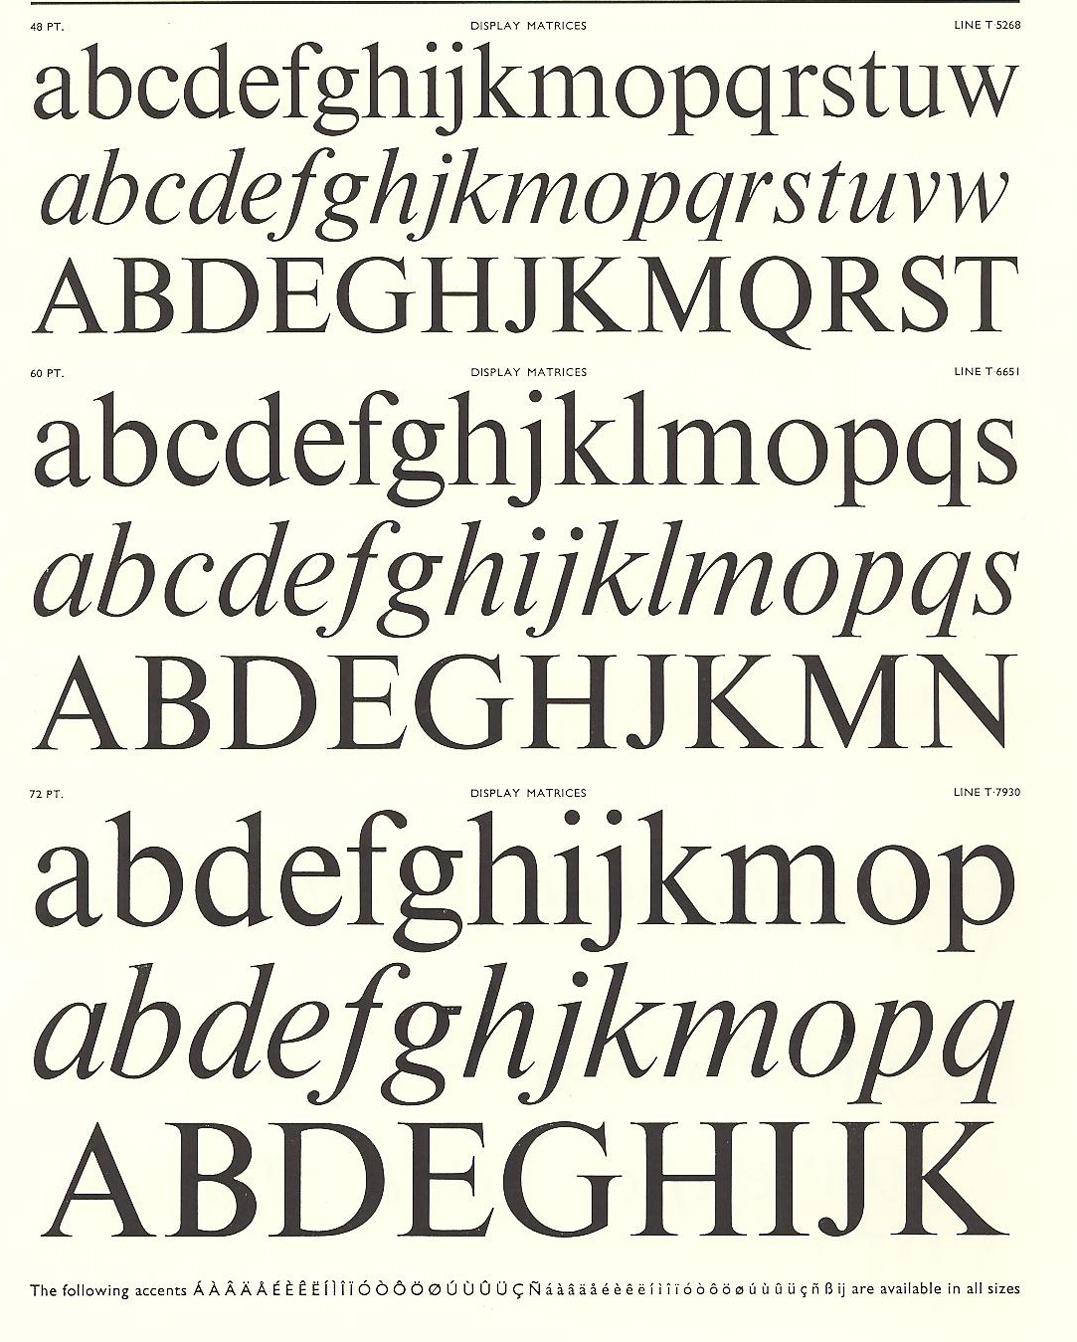 48 PT. DISPLAY MATRICES LINE T·5268
abcdefghijkmopqrstuw
abcdefghjkmopqrstuvw
ABDEGHJKMQRST
60 PT. DISPLAY MATRICES LINE T·6651
abcdefghjklmopqs
abcdefghijklmopqs
ABDEGHJKMN
72 PT. DISPLAY MATRICES LINE T·7930
abdefghijkmop
abdefghjkmopq
ABDEGHIJK
The following accents ÁÀÂÄÅÉÈÊËÍÌÎÏÓÒÔÖØÚÙÛÜÇÑáàâäåéèêëíìîïóòôöøúùûüçñßij are available in all sizes